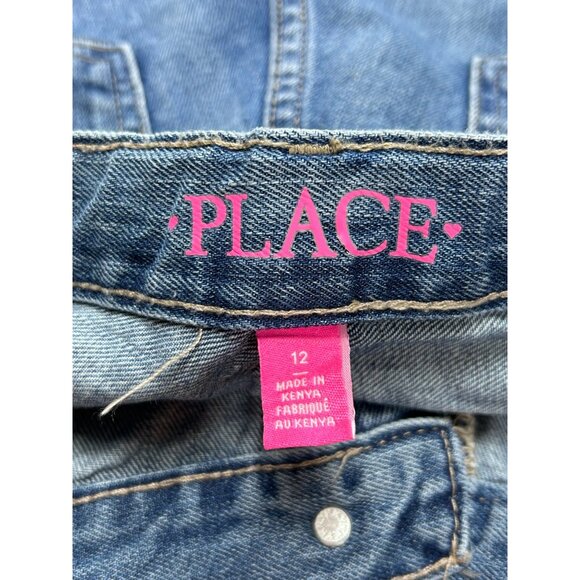 PLACE
12
MADE IN
KENYA
FABRIQUÉ
AU KENYA